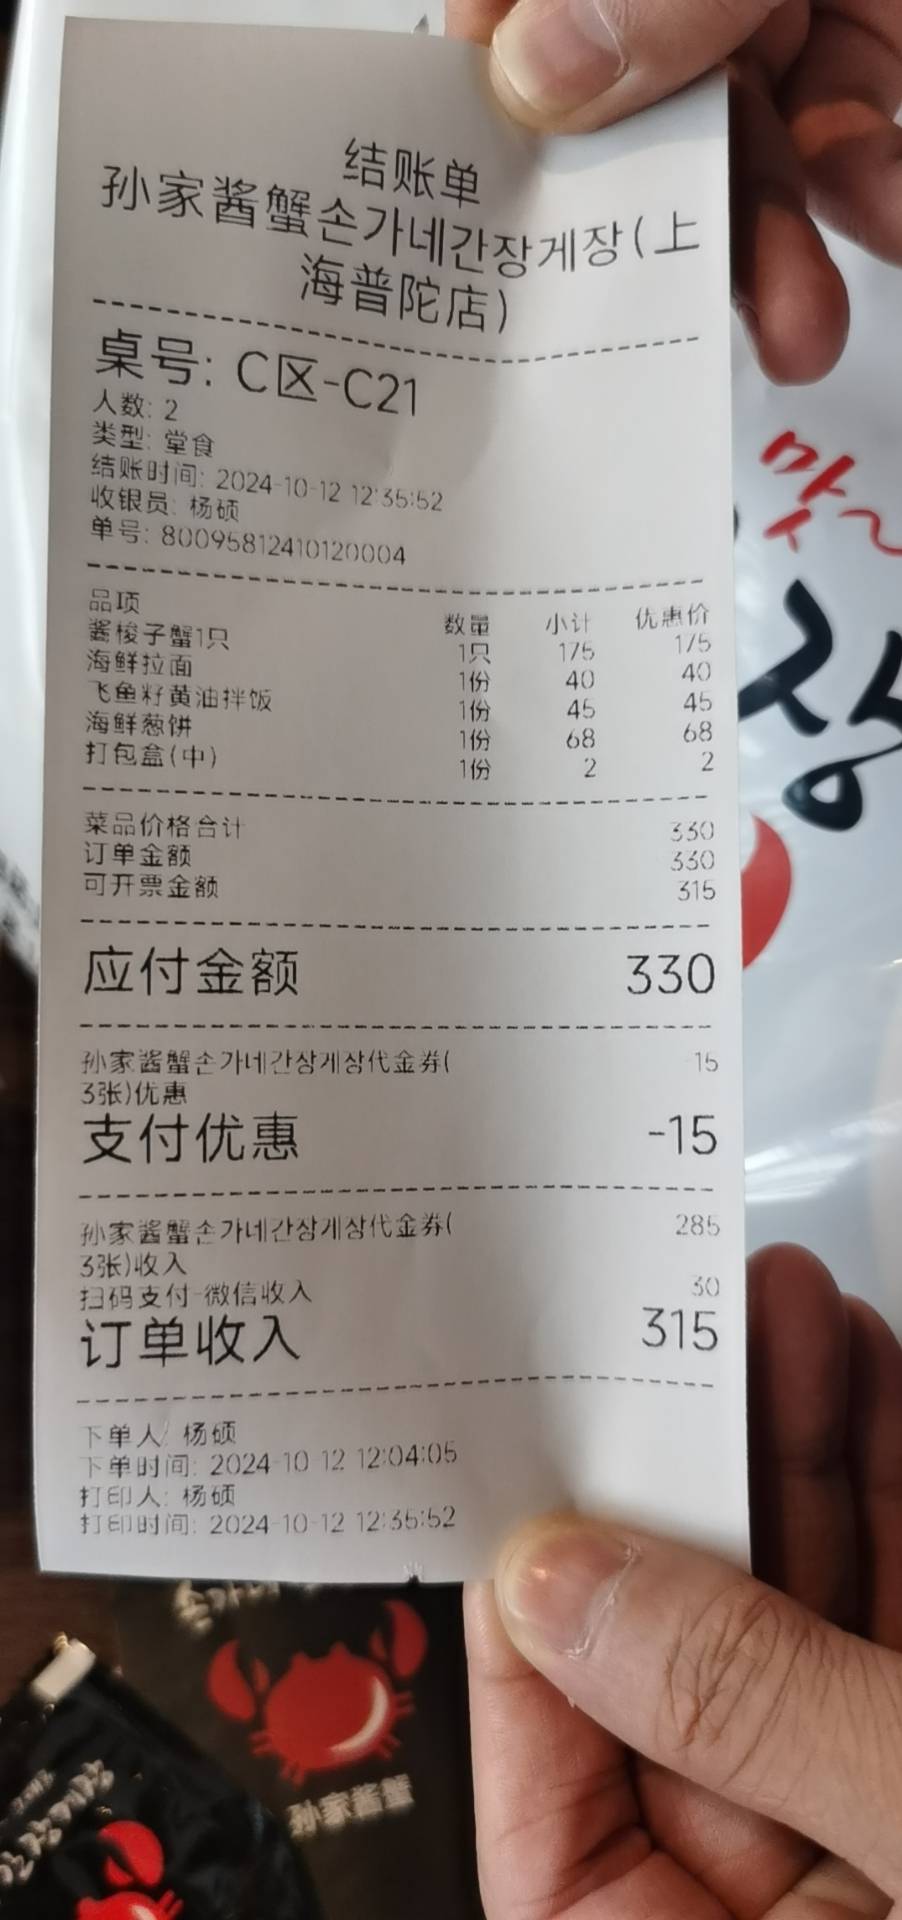 结账单
孙家酱蟹손가네간장게장(上
海普陀店)
桌号: C区-C21
人数: 2
类型: 堂食
结账时间: 2024-10-12 12:35:52
收银员: 杨硕
单号: 80095812410120004
品项 数量 小计 优惠价
酱梭子蟹1只 1只 175 175
海鲜拉面 1份 40 40
飞鱼籽黄油拌饭 1份 45 45
海鲜葱饼 1份 68 68
打包盒(中) 1份 2 2
菜品价格合计 330
订单金额 330
可开票金额 315
应付金额 330
孙家酱蟹손가네간장게장代金券( -15
3张)优惠
支付优惠 -15
孙家酱蟹손가네간장게장代金券( 285
3张)收入
扫码支付-微信收入 30
订单收入 315
下单人: 杨硕
下单时间: 2024-10-12 12:04:05
打印人: 杨硕
打印时间: 2024-10-12 12:35:52
맛
장
孙家酱蟹